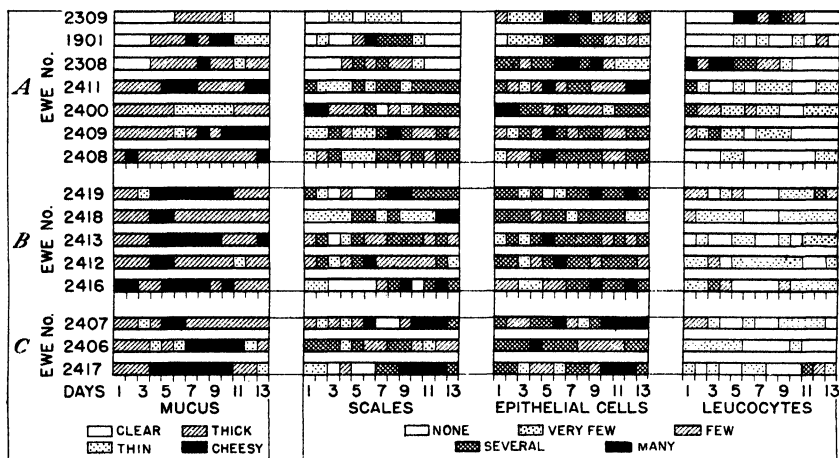 A
EWE No.
2309
1901
2308
2411
2400
2409
2408
B
EWE No.
2419
2418
2413
2412
2416
C
EWE No.
2407
2406
2417
DAYS 1 3 5 7 9 11 13 1 3 5 7 9 11 13 1 3 5 7 9 11 13 1 3 5 7 9 11 13
MUCUS SCALES EPITHELIAL CELLS LEUCOCYTES
CLEAR THICK NONE VERY FEW FEW
THIN CHEESY SEVERAL MANY